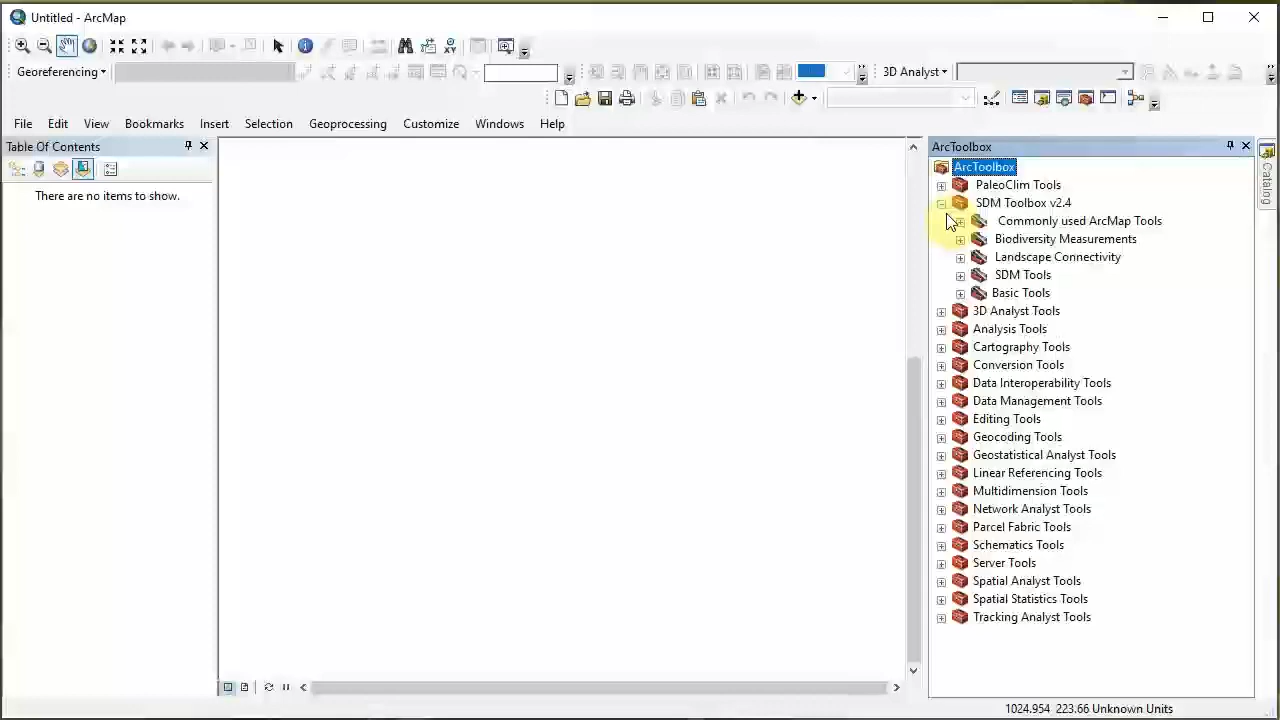 Untitled - ArcMap
Georeferencing
3D Analyst
File Edit View Bookmarks Insert Selection Geoprocessing Customize Windows Help
Table Of Contents
There are no items to show.
ArcToolbox
ArcToolbox
PaleoClim Tools
SDM Toolbox v2.4
Commonly used ArcMap Tools
Biodiversity Measurements
Landscape Connectivity
SDM Tools
Basic Tools
3D Analyst Tools
Analysis Tools
Cartography Tools
Conversion Tools
Data Interoperability Tools
Data Management Tools
Editing Tools
Geocoding Tools
Geostatistical Analyst Tools
Linear Referencing Tools
Multidimension Tools
Network Analyst Tools
Parcel Fabric Tools
Schematics Tools
Server Tools
Spatial Analyst Tools
Spatial Statistics Tools
Tracking Analyst Tools
Catalog
1024.954 223.66 Unknown Units